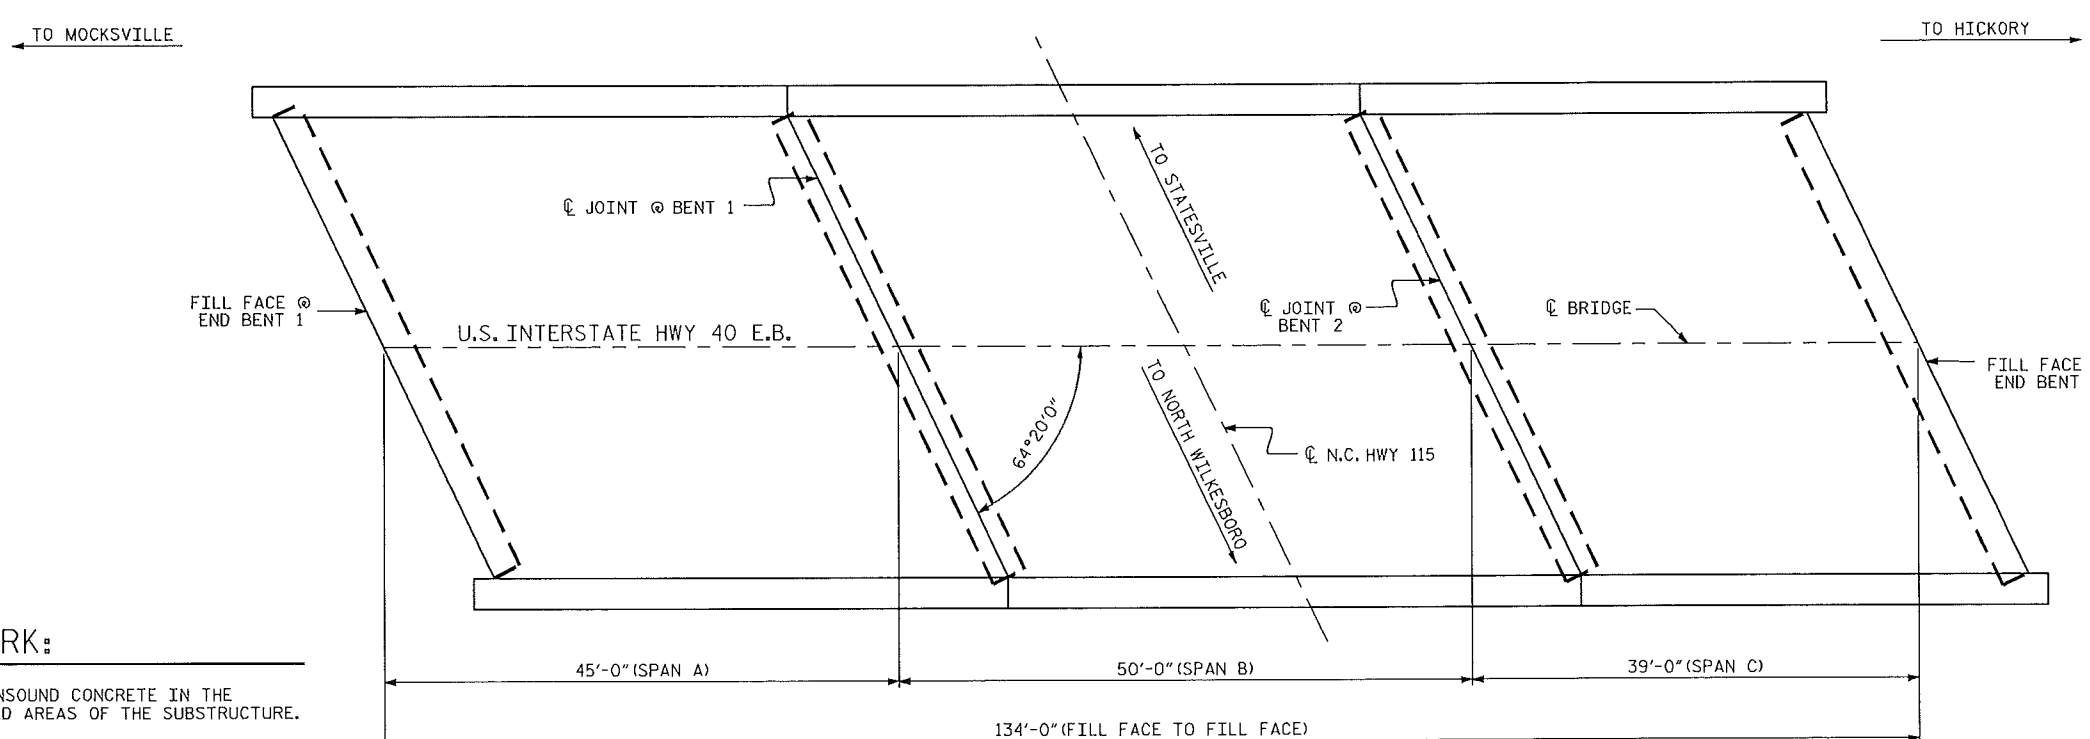 TO MOCKSVILLE
TO HICKORY
TO STATESVILLE
℄ JOINT @ BENT 1
FILL FACE @
END BENT 1
U.S. INTERSTATE HWY 40 E.B.
℄ JOINT @
BENT 2
℄ BRIDGE
FILL FACE
END BENT
64°20'0"
TO NORTH WILKESBORO
℄ N.C. HWY 115
RK:
NSOUND CONCRETE IN THE
D AREAS OF THE SUBSTRUCTURE.
45'-0" (SPAN A)
50'-0" (SPAN B)
39'-0" (SPAN C)
134'-0" (FILL FACE TO FILL FACE)